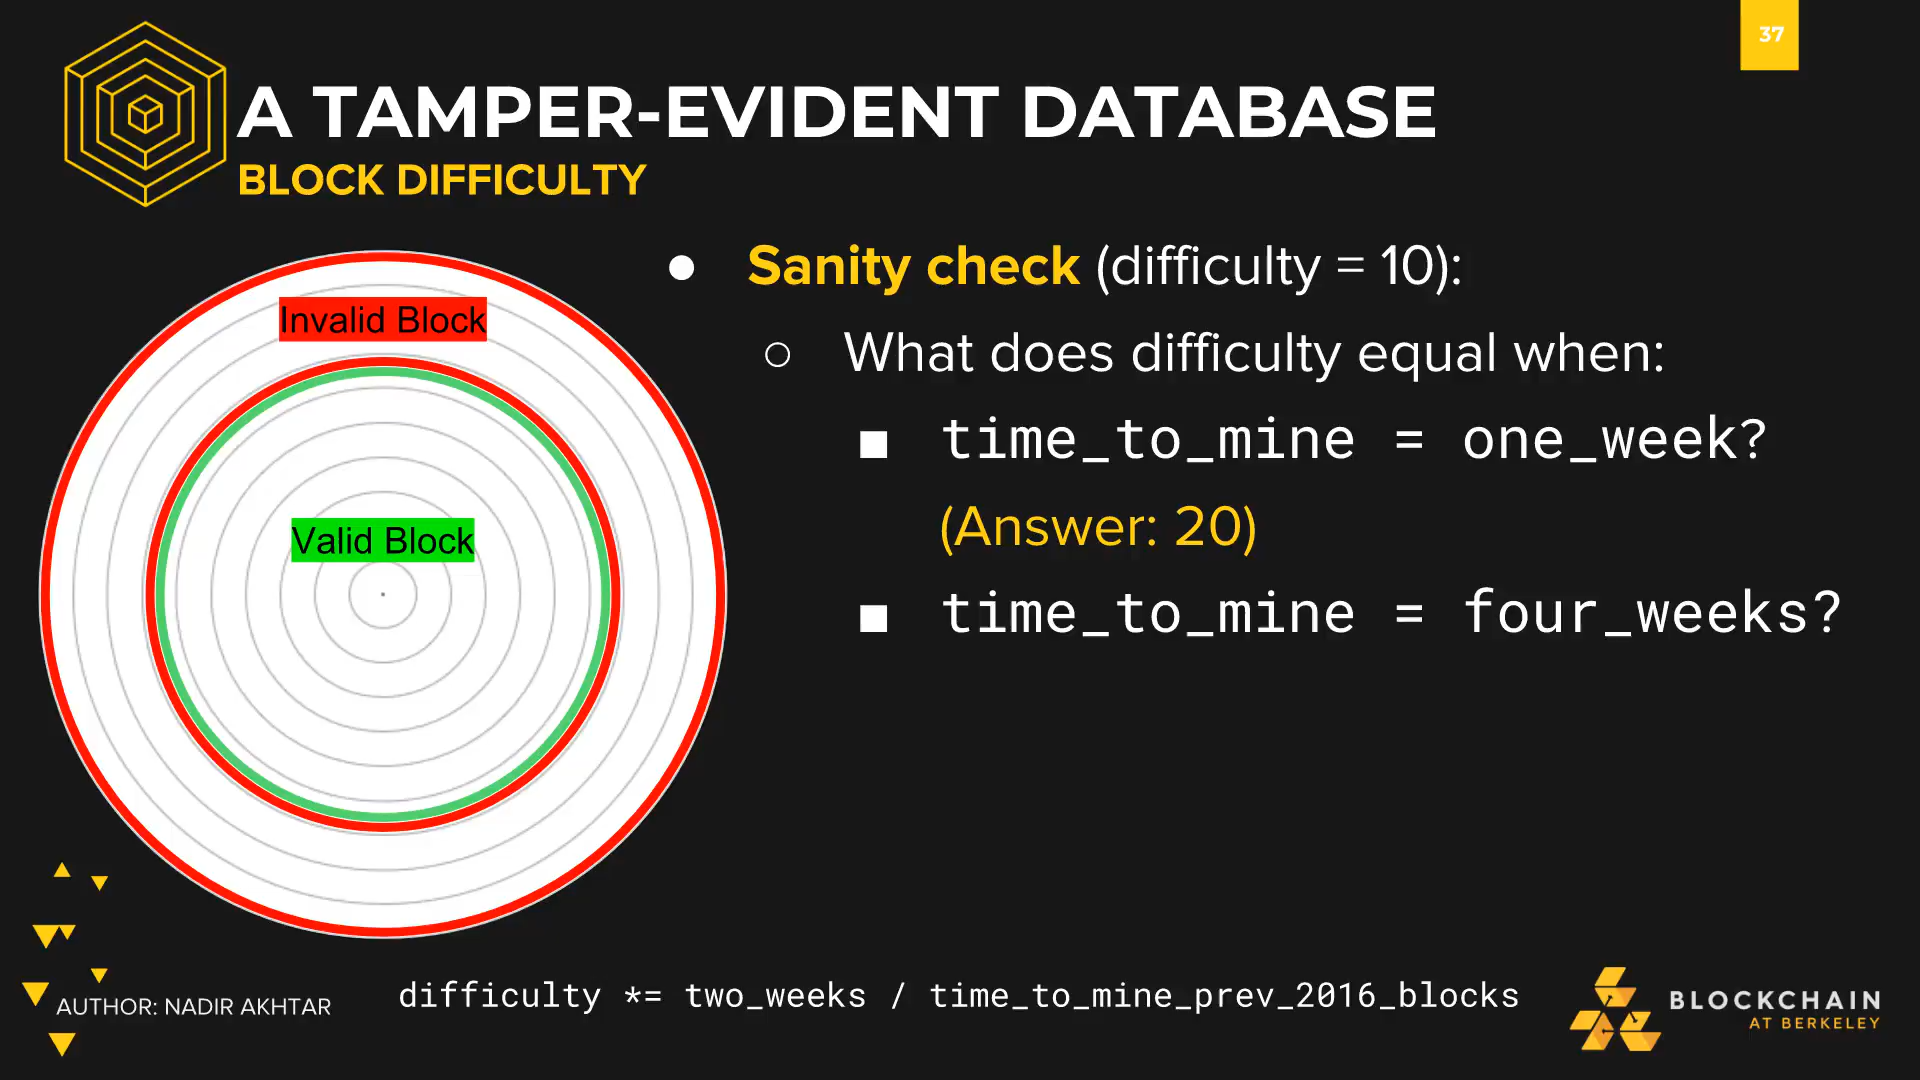 37
A TAMPER-EVIDENT DATABASE
BLOCK DIFFICULTY
Invalid Block
Valid Block
● Sanity check (difficulty = 10):
○ What does difficulty equal when:
■ time_to_mine = one_week?
(Answer: 20)
■ time_to_mine = four_weeks?
AUTHOR: NADIR AKHTAR
difficulty *= two_weeks / time_to_mine_prev_2016_blocks
BLOCKCHAIN
AT BERKELEY